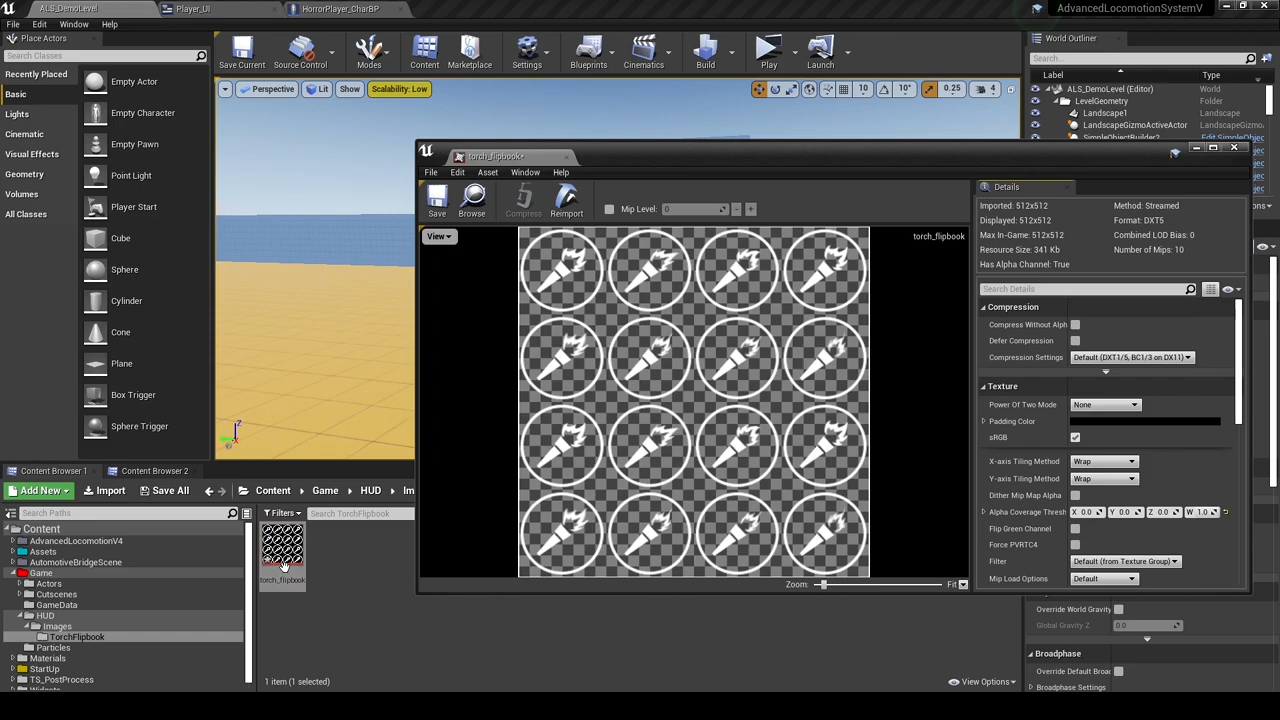 ALS_DemoLevel
Player_UI
HorrorPlayer_CharBP
AdvancedLocomotionSystemV
File Edit Window Help
Place Actors
Search Classes
Recently Placed
Basic
Lights
Cinematic
Visual Effects
Geometry
Volumes
All Classes
Empty Actor
Empty Character
Empty Pawn
Point Light
Player Start
Cube
Sphere
Cylinder
Cone
Plane
Box Trigger
Sphere Trigger
Save Current
Source Control
Modes
Content
Marketplace
Settings
Blueprints
Cinematics
Build
Play
Launch
Perspective
Lit
Show
Scalability: Low
10
10°
0.25
4
World Outliner
Search...
Label
Type
ALS_DemoLevel (Editor)
World
LevelGeometry
Folder
Landscape1
Landscape
LandscapeGizmoActiveActor
LandscapeGizmo
SimpleObjectBuilder2
Edit SimpleObje
torch_flipbook*
File Edit Asset Window Help
Save
Browse
Compress
Reimport
Mip Level:
0
View
torch_flipbook
Zoom:
Fit
Details
Imported: 512x512
Method: Streamed
Displayed: 512x512
Format: DXT5
Max In-Game: 512x512
Combined LOD Bias: 0
Resource Size: 341 Kb
Number of Mips: 10
Has Alpha Channel: True
Search Details
Compression
Compress Without Alph
Defer Compression
Compression Settings
Default (DXT1/5, BC1/3 on DX11)
Texture
Power Of Two Mode
None
Padding Color
sRGB
X-axis Tiling Method
Wrap
Y-axis Tiling Method
Wrap
Dither Mip Map Alpha
Alpha Coverage Thresh
X 0.0 Y 0.0 Z 0.0 W 1.0
Flip Green Channel
Force PVRTC4
Filter
Default (from Texture Group)
Mip Load Options
Default
Override World Gravity
Global Gravity Z
0.0
Broadphase
Override Default Broad
Broadphase Settings
Content Browser 1
Content Browser 2
Add New
Import
Save All
Content
Game
HUD
Im
Search Paths
Filters
Search TorchFlipbook
Content
AdvancedLocomotionV4
Assets
AutomotiveBridgeScene
Game
Actors
Cutscenes
GameData
HUD
Images
TorchFlipbook
Particles
Materials
StartUp
TS_PostProcess
Widgets
torch_flipbook
1 item (1 selected)
View Options